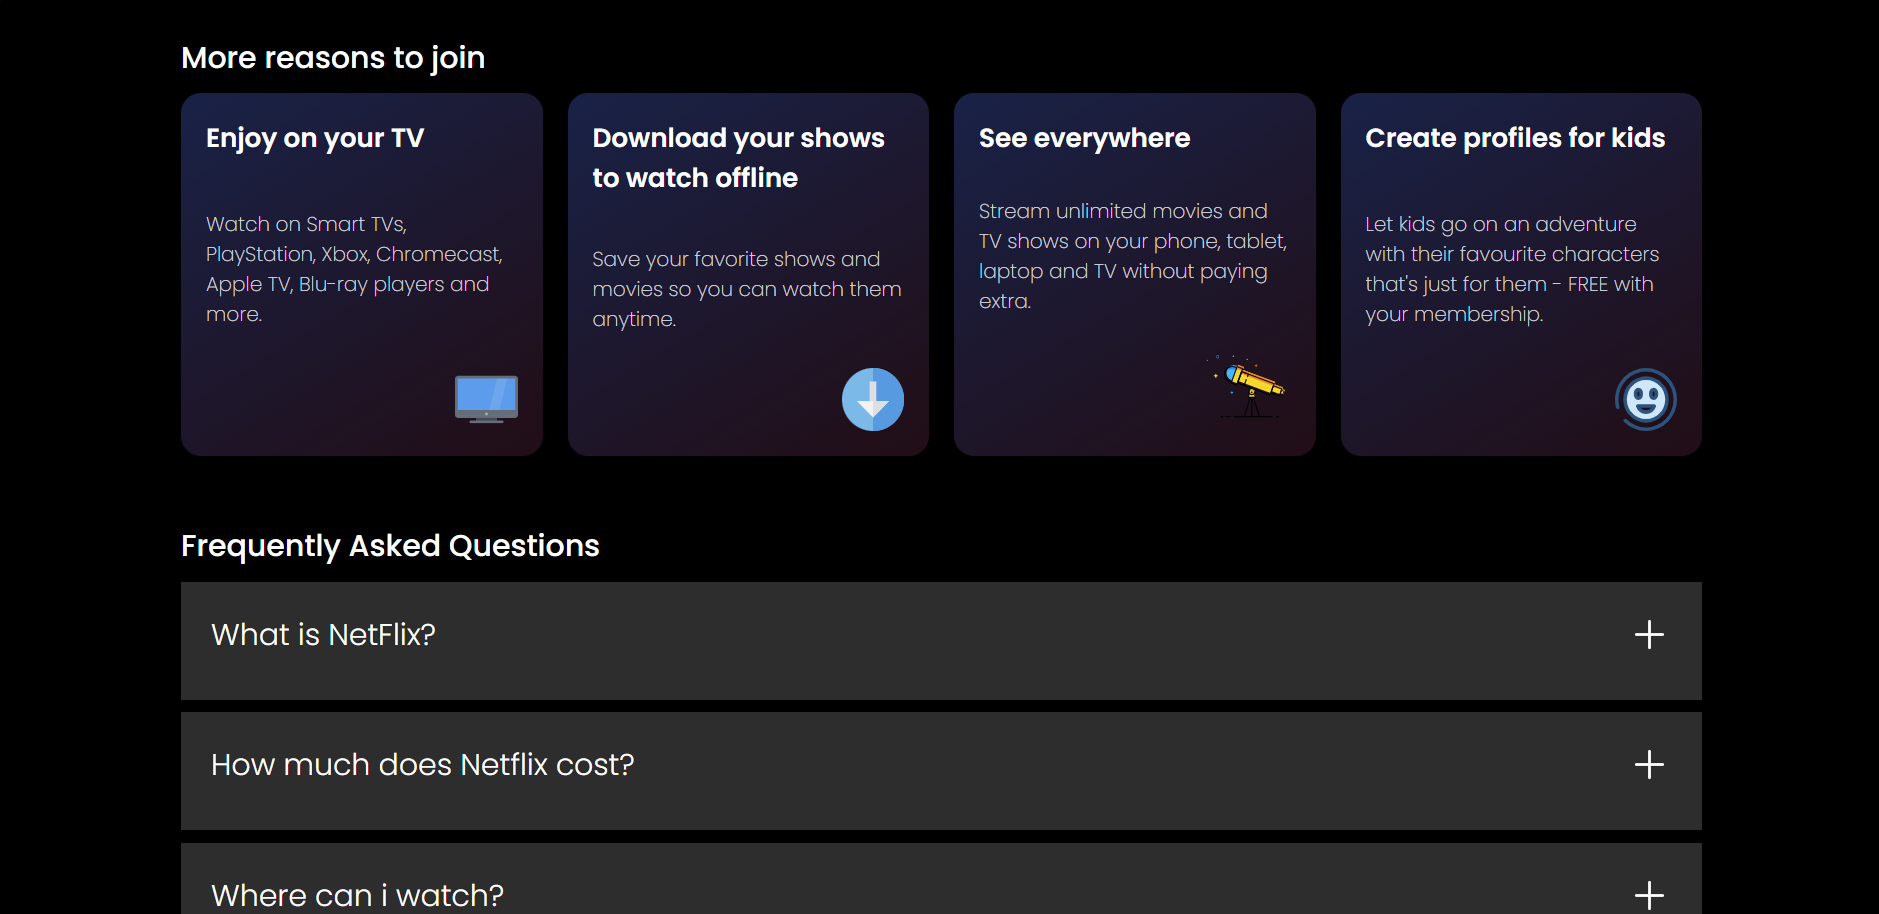 More reasons to join
Enjoy on your TV
Watch on Smart TVs,
PlayStation, Xbox, Chromecast,
Apple TV, Blu-ray players and
more.
Download your shows
to watch offline
Save your favorite shows and
movies so you can watch them
anytime.
See everywhere
Stream unlimited movies and
TV shows on your phone, tablet,
laptop and TV without paying
extra.
Create profiles for kids
Let kids go on an adventure
with their favourite characters
that's just for them - FREE with
your membership.
Frequently Asked Questions
What is NetFlix?
How much does Netflix cost?
Where can i watch?